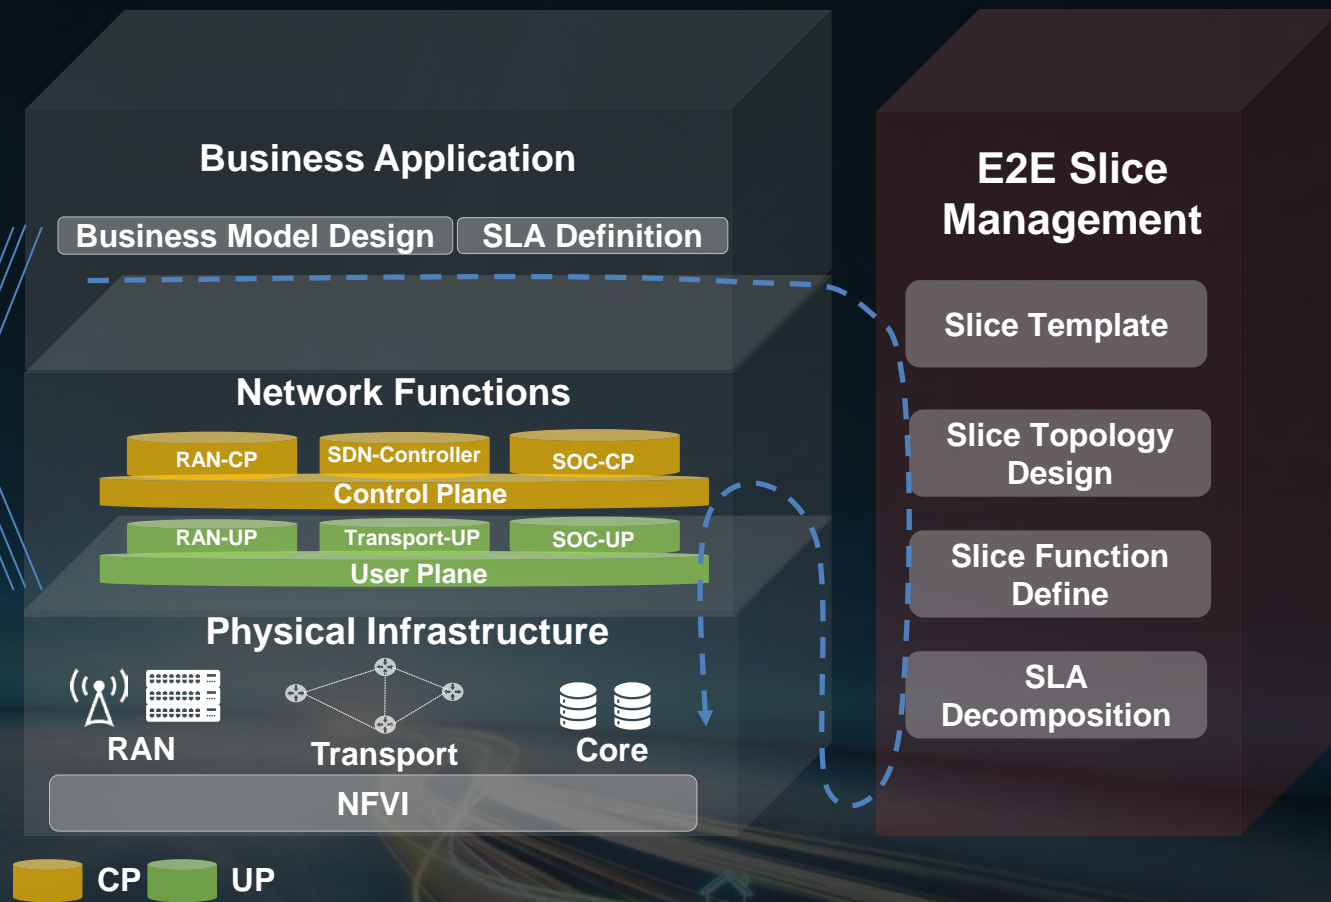 Business Application
Business Model Design
SLA Definition
Network Functions
RAN-CP
SDN-Controller
SOC-CP
Control Plane
RAN-UP
Transport-UP
SOC-UP
User Plane
Physical Infrastructure
RAN
Transport
Core
NFVI
CP
UP
E2E Slice
Management
Slice Template
Slice Topology
Design
Slice Function
Define
SLA
Decomposition